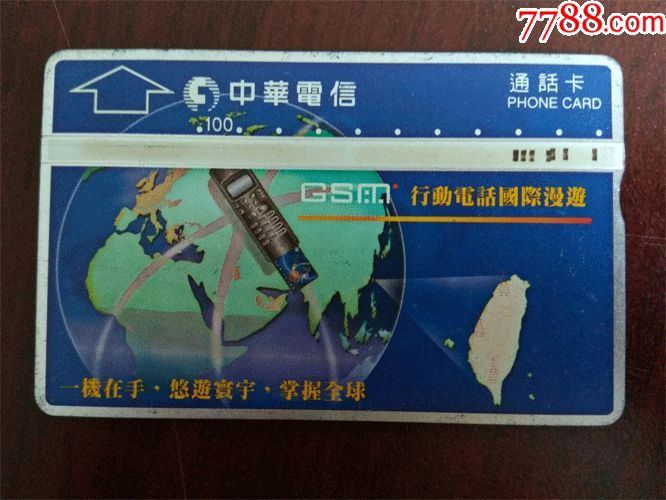 7788.com
中華電信
通話卡
PHONE CARD
100
GSM 行動電話國際漫遊
一機在手，悠遊寰宇，掌握全球